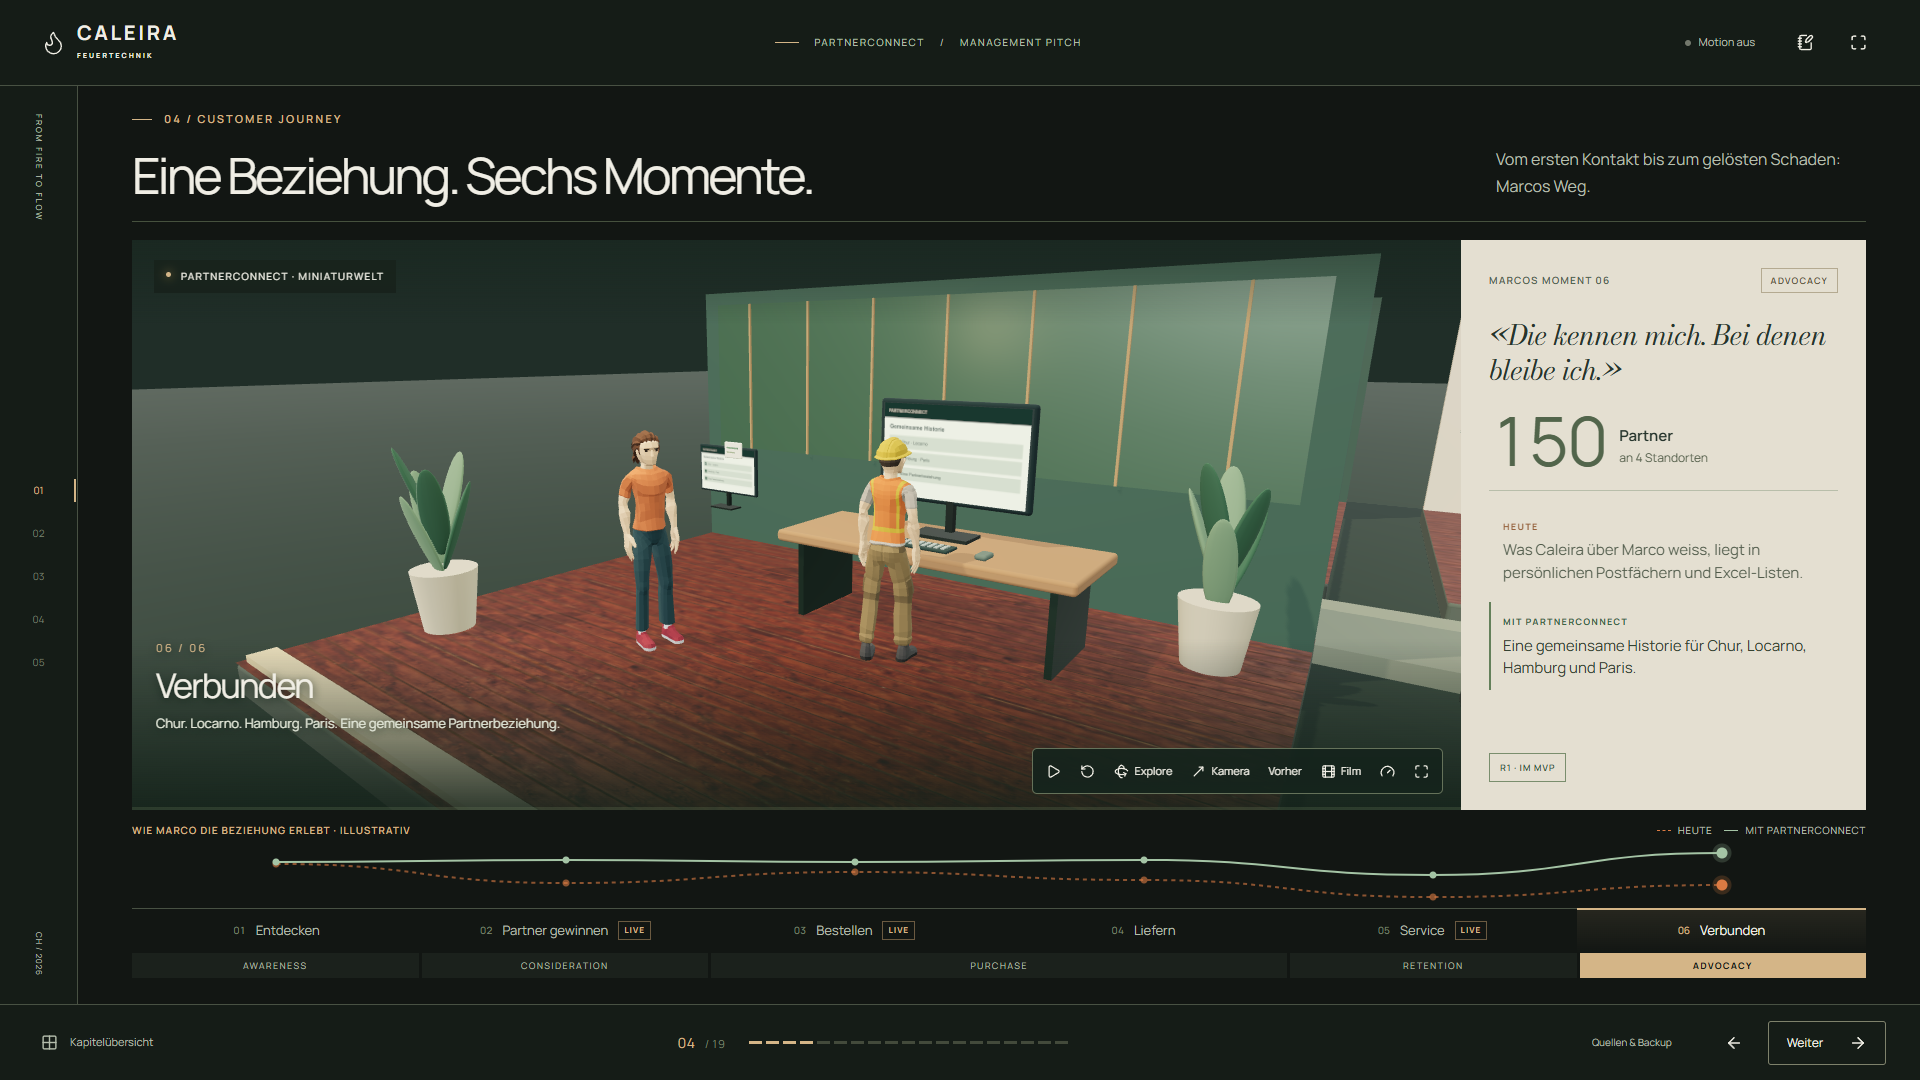 CALEIRA
FEUERTECHNIK
PARTNERCONNECT / MANAGEMENT PITCH
Motion aus
FROM FIRE TO FLOW
04 / CUSTOMER JOURNEY
Eine Beziehung. Sechs Momente.
Vom ersten Kontakt bis zum gelösten Schaden:
Marcos Weg.
PARTNERCONNECT · MINIATURWELT
PARTNERCONNECT
Gemeinsame Historie
06 / 06
Verbunden
Chur. Locarno. Hamburg. Paris. Eine gemeinsame Partnerbeziehung.
Explore
Kamera
Vorher
Film
MARCOS MOMENT 06
ADVOCACY
«Die kennen mich. Bei denen
bleibe ich.»
150
Partner
an 4 Standorten
HEUTE
Was Caleira über Marco weiss, liegt in
persönlichen Postfächern und Excel-Listen.
MIT PARTNERCONNECT
Eine gemeinsame Historie für Chur, Locarno,
Hamburg und Paris.
R1 · IM MVP
01
02
03
04
05
CH / 2026
WIE MARCO DIE BEZIEHUNG ERLEBT · ILLUSTRATIV
HEUTE
MIT PARTNERCONNECT
01 Entdecken
02 Partner gewinnen LIVE
03 Bestellen LIVE
04 Liefern
05 Service LIVE
06 Verbunden
AWARENESS
CONSIDERATION
PURCHASE
RETENTION
ADVOCACY
Kapitelübersicht
04 / 19
Quellen & Backup
Weiter